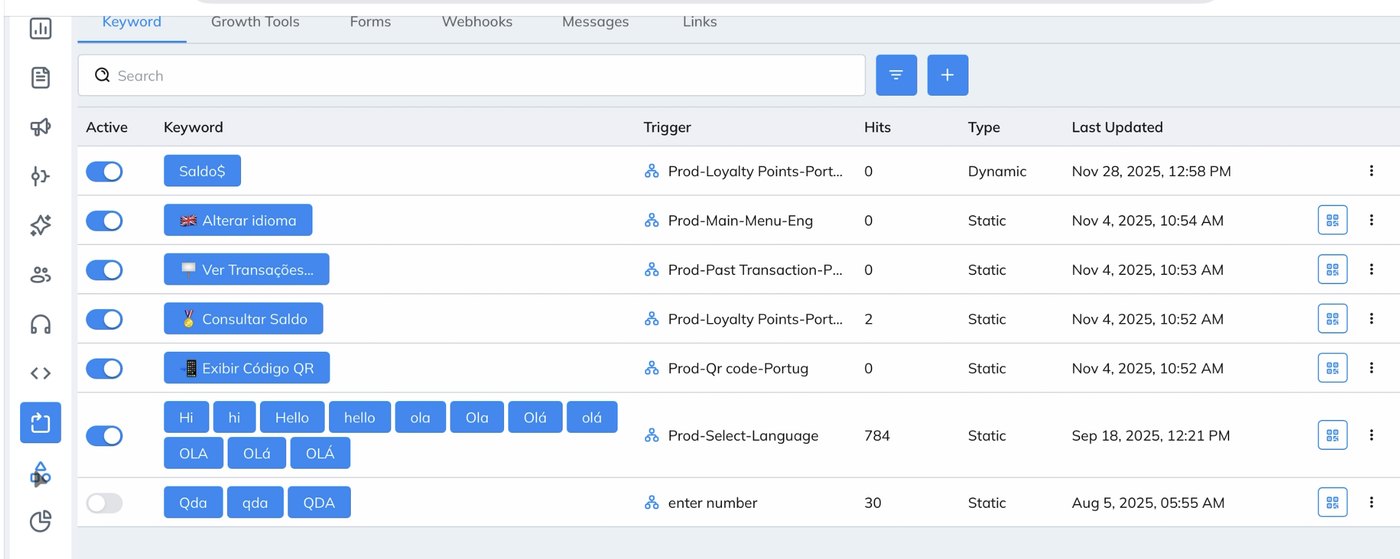 Keyword Growth Tools Forms Webhooks Messages Links
Search
Active Keyword Trigger Hits Type Last Updated
Saldo$ Prod-Loyalty Points-Port... 0 Dynamic Nov 28, 2025, 12:58 PM
Alterar idioma Prod-Main-Menu-Eng 0 Static Nov 4, 2025, 10:54 AM
Ver Transações... Prod-Past Transaction-P... 0 Static Nov 4, 2025, 10:53 AM
Consultar Saldo Prod-Loyalty Points-Port... 2 Static Nov 4, 2025, 10:52 AM
Exibir Código QR Prod-Qr code-Portug 0 Static Nov 4, 2025, 10:52 AM
Hi hi Hello hello ola Ola Olá olá
Prod-Select-Language 784 Static Sep 18, 2025, 12:21 PM
OLA OLá OLÁ
Qda qda QDA enter number 30 Static Aug 5, 2025, 05:55 AM